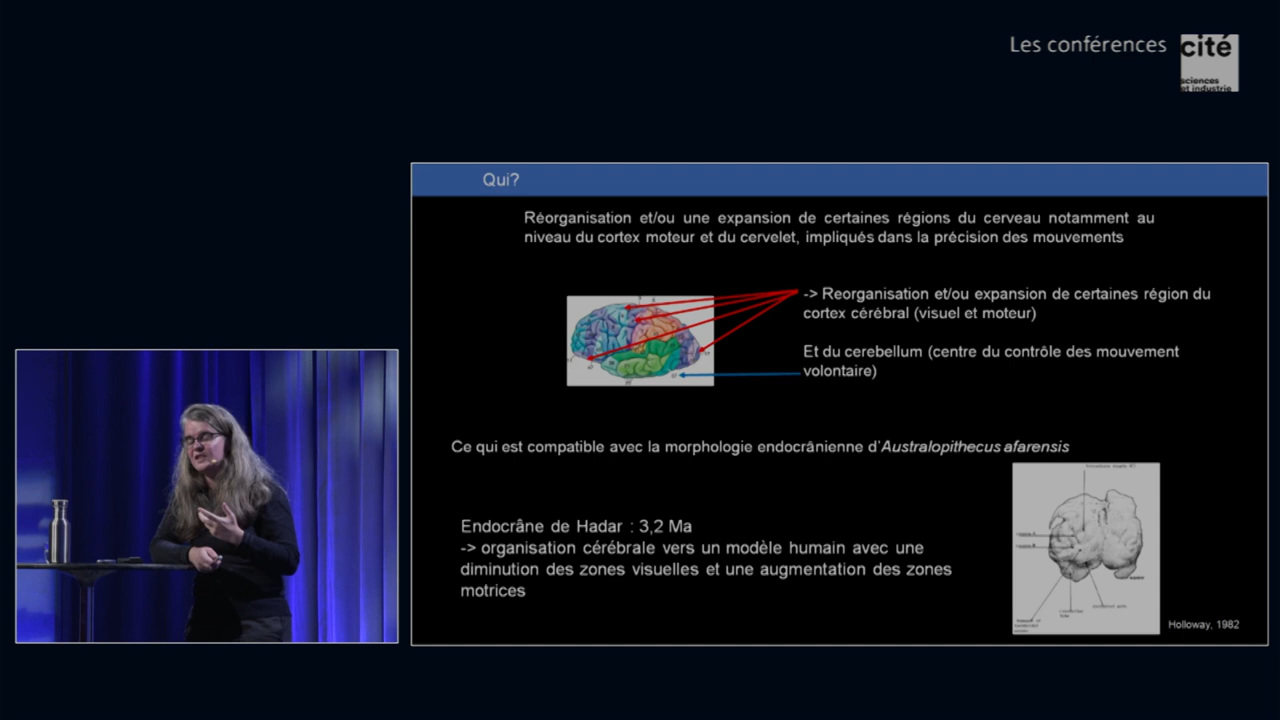 Les conférences
cité
sciences
et industrie
Qui?
Réorganisation et/ou une expansion de certaines régions du cerveau notamment au
niveau du cortex moteur et du cervelet, impliqués dans la précision des mouvements
-> Reorganisation et/ou expansion de certaines région du
cortex cérébral (visuel et moteur)
Et du cerebellum (centre du contrôle des mouvement
volontaire)
Ce qui est compatible avec la morphologie endocrânienne d'Australopithecus afarensis
Endocrâne de Hadar : 3,2 Ma
-> organisation cérébrale vers un modèle humain avec une
diminution des zones visuelles et une augmentation des zones
motrices
Holloway, 1982